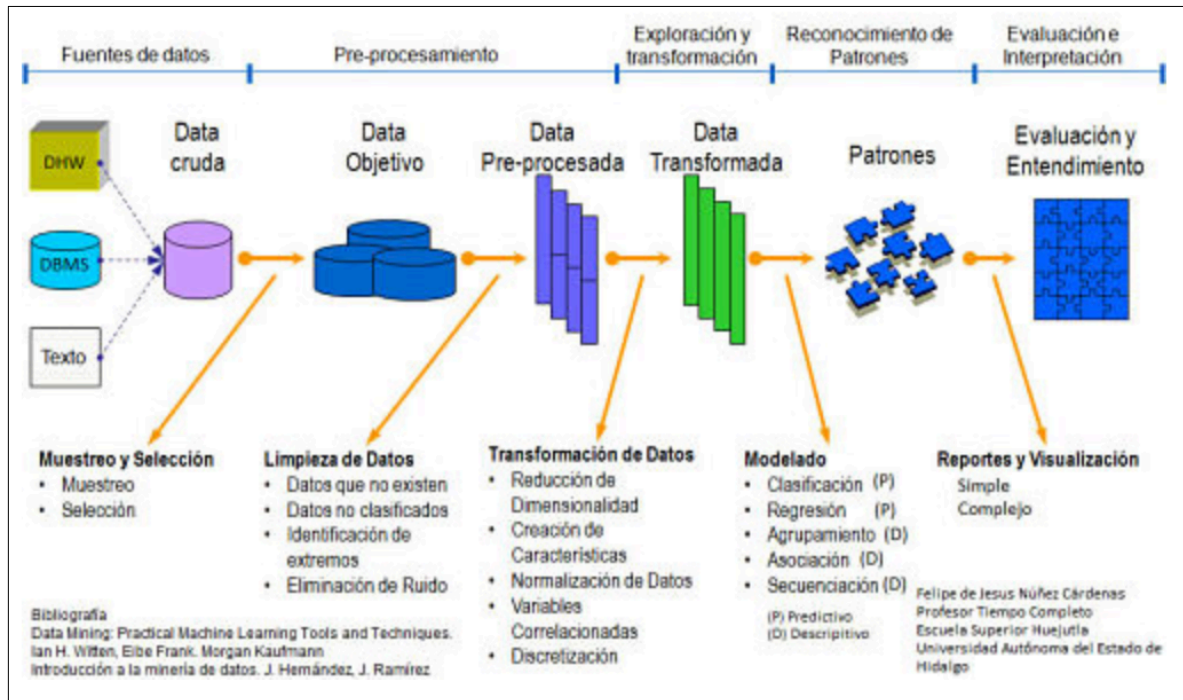 Fuentes de datos
Pre-procesamiento
Exploración y
transformación
Reconocimiento de
Patrones
Evaluación e
Interpretación
DHW
DBMS
Texto
Data
cruda
Data
Objetivo
Data
Pre-procesada
Data
Transformada
Patrones
Evaluación y
Entendimiento
Muestreo y Selección
• Muestreo
• Selección
Limpieza de Datos
• Datos que no existen
• Datos no clasificados
• Identificación de
extremos
• Eliminación de Ruido
Transformación de Datos
• Reducción de
Dimensionalidad
• Creación de
Características
• Normalización de Datos
• Variables
Correlacionadas
• Discretización
Modelado
• Clasificación (P)
• Regresión (P)
• Agrupamiento (D)
• Asociación (D)
• Secuenciación (D)
(P) Predictivo
(D) Descripitivo
Reportes y Visualización
Simple
Complejo
Bibliografía
Data Mining: Practical Machine Learning Tools and Techniques.
Ian H. Witten, Eibe Frank. Morgan Kaufmann
Introducción a la minería de datos. J. Hernández, J. Ramírez
Felipe de Jesus Núñez Cárdenas
Profesor Tiempo Completo
Escuela Superior Huejutla
Universidad Autónoma del Estado de
Hidalgo